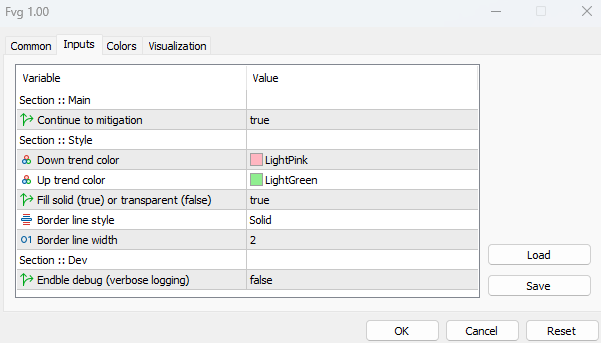 Fvg 1.00
Common Inputs Colors Visualization
Variable Value
Section :: Main
Continue to mitigation true
Section :: Style
Down trend color LightPink
Up trend color LightGreen
Fill solid (true) or transparent (false) true
Border line style Solid
01 Border line width 2
Section :: Dev
Endble debug (verbose logging) false
Load
Save
OK Cancel Reset